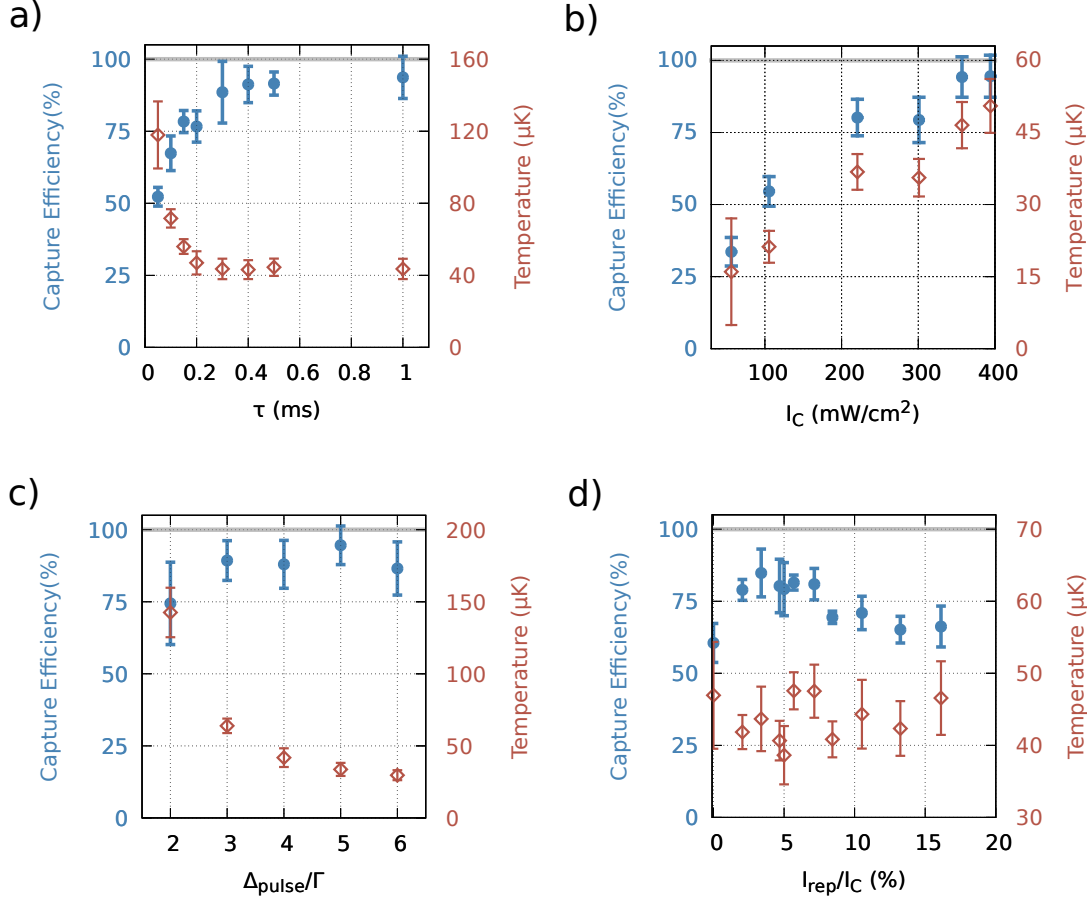 a)
100
75
50
25
0
Capture Efficiency(%)
160
120
80
40
0
Temperature (μK)
0 0.2 0.4 0.6 0.8 1
τ (ms)
b)
100
75
50
25
0
Capture Efficiency(%)
60
45
30
15
0
Temperature (μK)
100 200 300 400
I_C (mW/cm²)
c)
100
75
50
25
0
Capture Efficiency(%)
200
150
100
50
0
Temperature (μK)
2 3 4 5 6
Δ_pulse/Γ
d)
100
75
50
25
0
Capture Efficiency(%)
70
60
50
40
30
Temperature (μK)
0 5 10 15 20
I_rep/I_C (%)